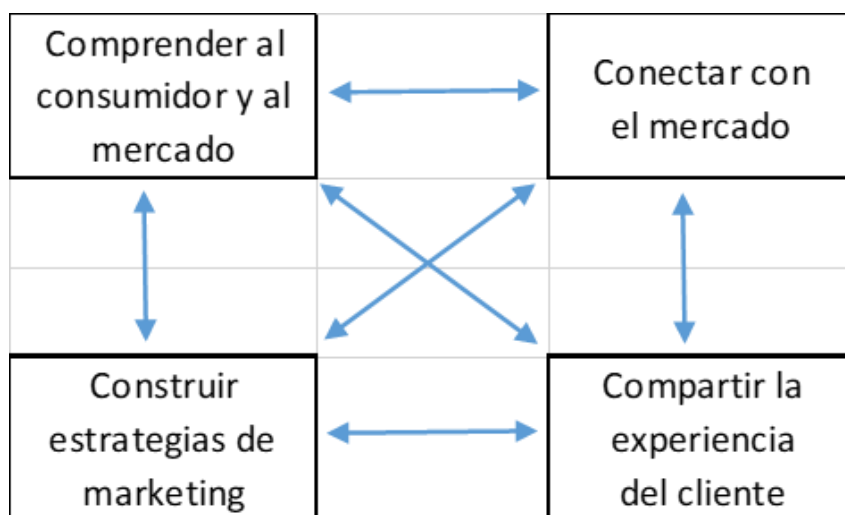 Comprender al
consumidor y al
mercado
Conectar con
el mercado
Construir
estrategias de
marketing
Compartir la
experiencia
del cliente